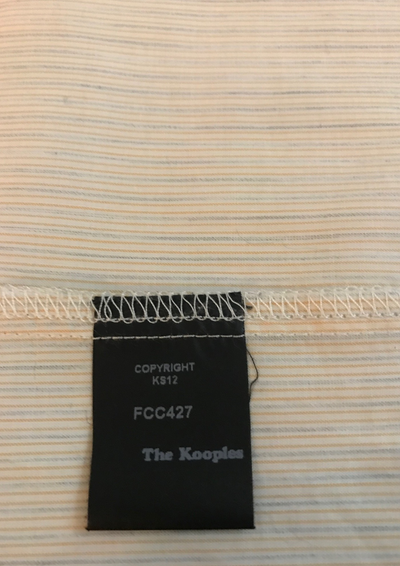 COPYRIGHT
KS12
FCC427
The Kooples